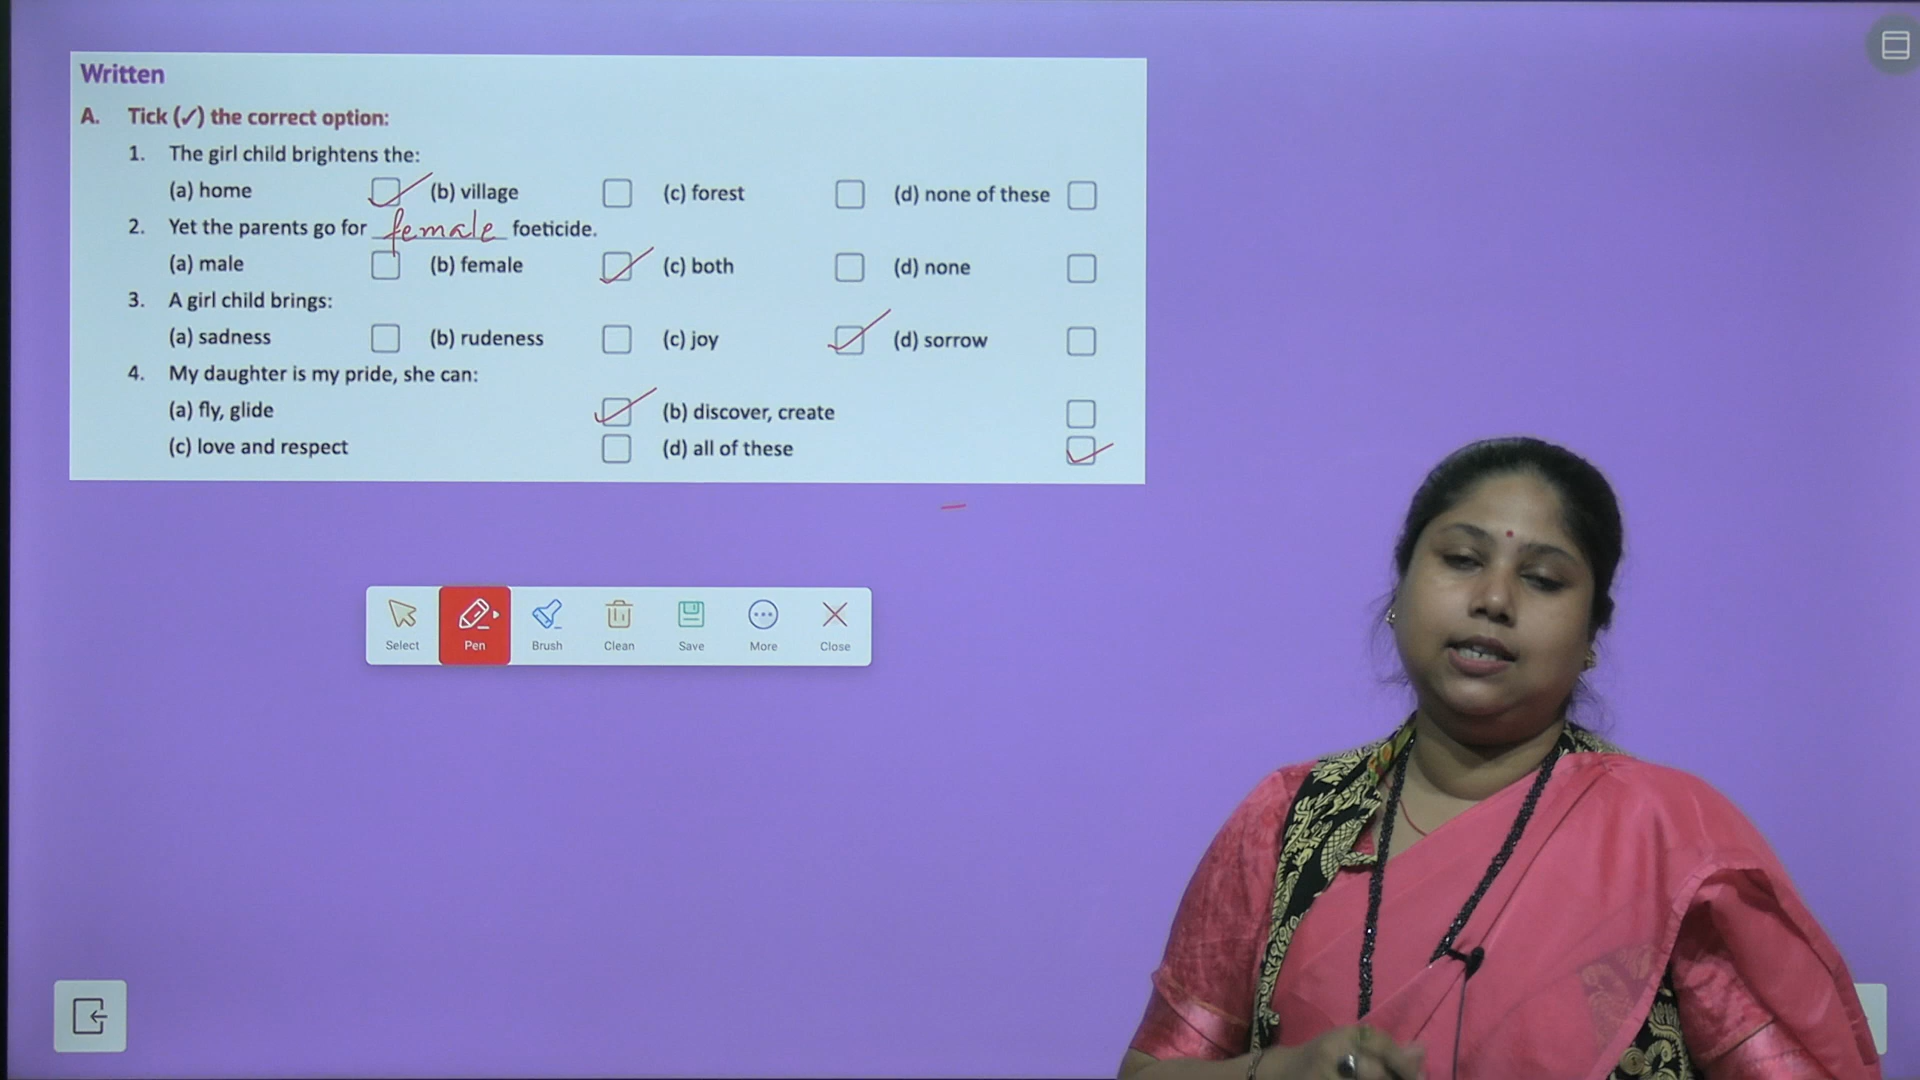 Written
A. Tick (✓) the correct option:
1. The girl child brightens the:
(a) home (b) village (c) forest (d) none of these
2. Yet the parents go for female foeticide.
(a) male (b) female (c) both (d) none
3. A girl child brings:
(a) sadness (b) rudeness (c) joy (d) sorrow
4. My daughter is my pride, she can:
(a) fly, glide (b) discover, create
(c) love and respect (d) all of these
Select Pen Brush Clean Save More Close